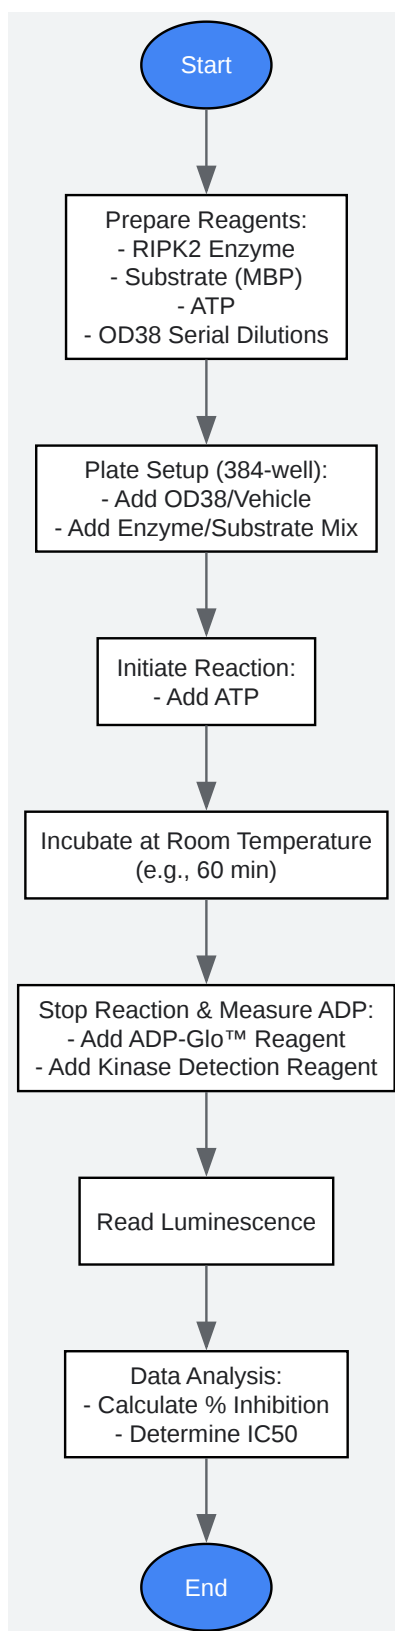 Start
Prepare Reagents:
- RIPK2 Enzyme
- Substrate (MBP)
- ATP
- OD38 Serial Dilutions
Plate Setup (384-well):
- Add OD38/Vehicle
- Add Enzyme/Substrate Mix
Initiate Reaction:
- Add ATP
Incubate at Room Temperature
(e.g., 60 min)
Stop Reaction & Measure ADP:
- Add ADP-Glo™ Reagent
- Add Kinase Detection Reagent
Read Luminescence
Data Analysis:
- Calculate % Inhibition
- Determine IC50
End